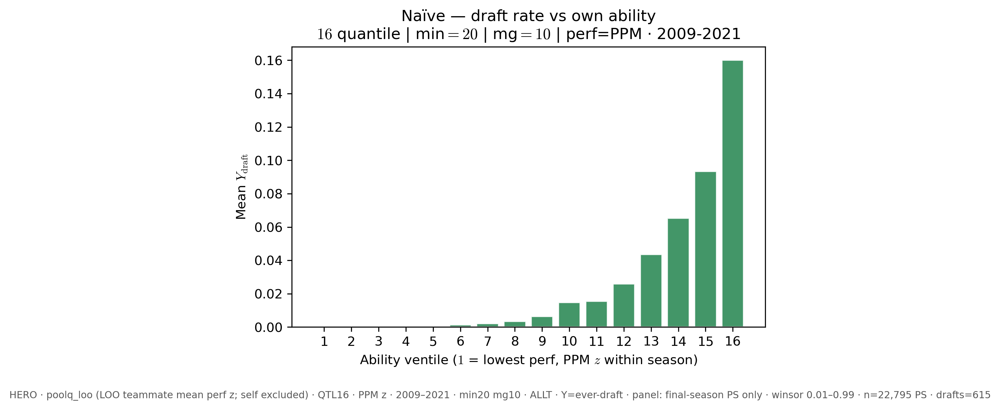 Naïve — draft rate vs own ability
16 quantile | min = 20 | mg = 10 | perf=PPM · 2009-2021
Mean Y_draft
0.16
0.14
0.12
0.10
0.08
0.06
0.04
0.02
0.00
1 2 3 4 5 6 7 8 9 10 11 12 13 14 15 16
Ability ventile (1 = lowest perf, PPM z within season)
HERO · poolq_loo (LOO teammate mean perf z; self excluded) · QTL16 · PPM z · 2009–2021 · min20 mg10 · ALLT · Y=ever-draft · panel: final-season PS only · winsor 0.01–0.99 · n=22,795 PS · drafts=615